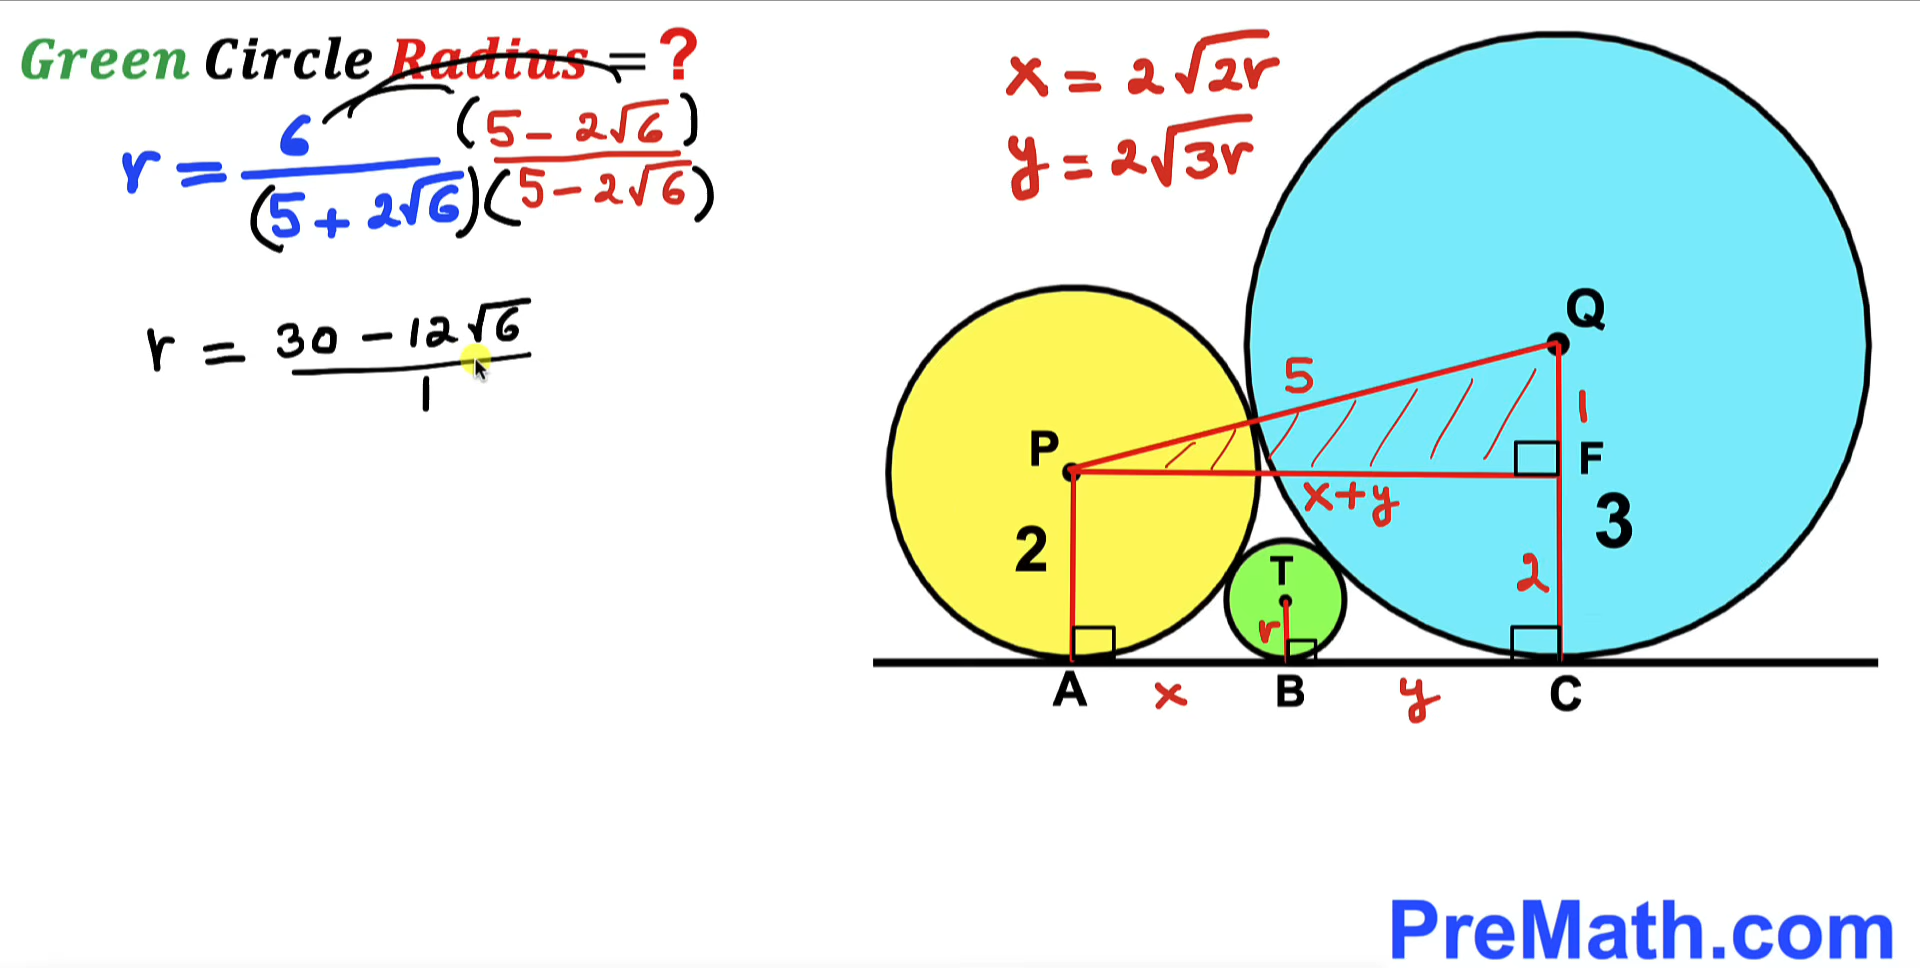 Green Circle Radius = ?
r = 6 (5 - 2√6) / (5 + 2√6)(5 - 2√6)
r = 30 - 12√6 / 1
x = 2√2r
y = 2√3r
Q
5
1
P
F
x+y
3
2
2
T
r
A
x
B
y
C
PreMath.com